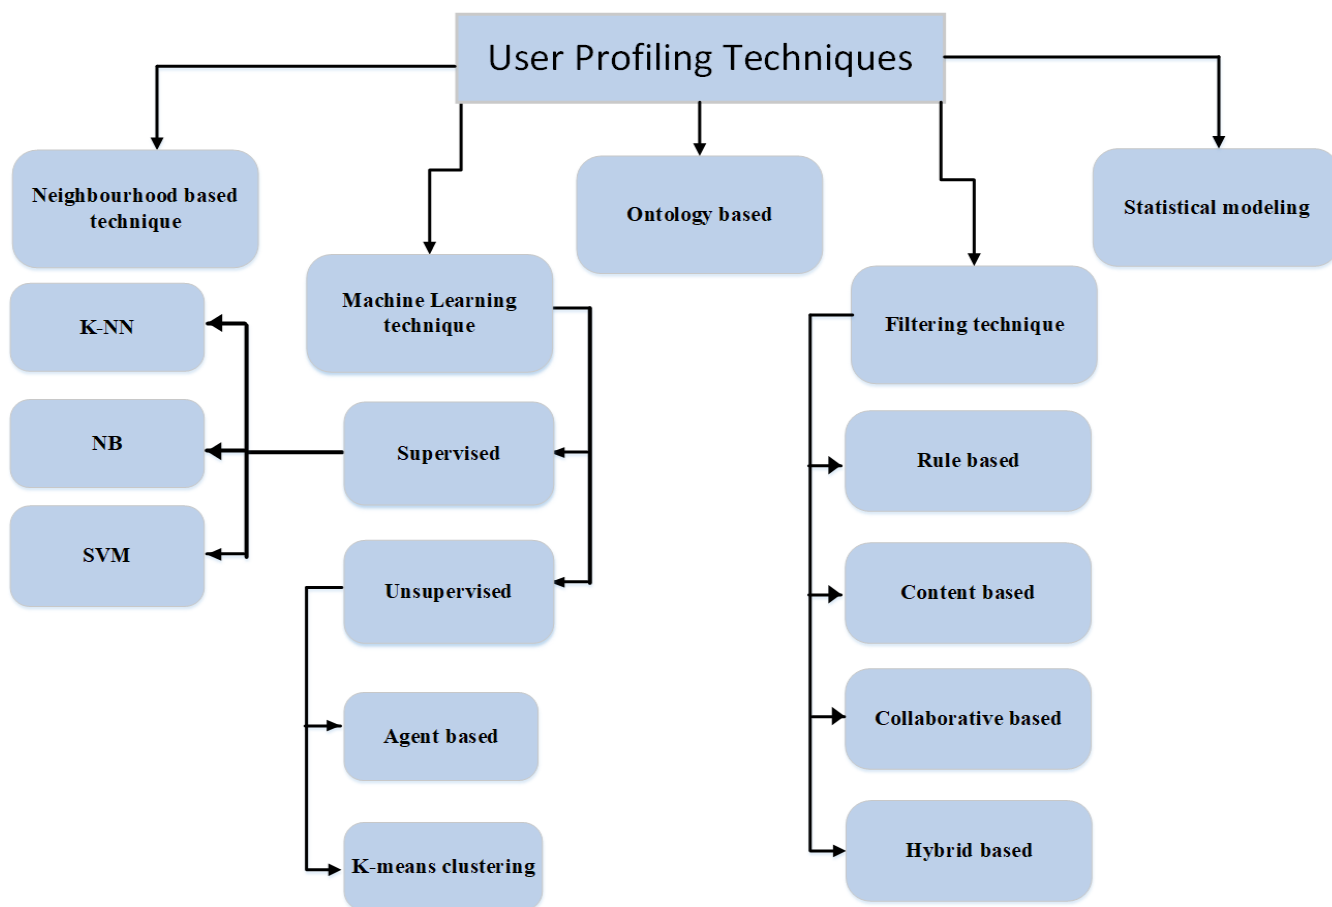 User Profiling Techniques
Neighbourhood based
technique
Ontology based
Statistical modeling
Machine Learning
technique
Filtering technique
K-NN
NB
SVM
Supervised
Unsupervised
Agent based
K-means clustering
Rule based
Content based
Collaborative based
Hybrid based